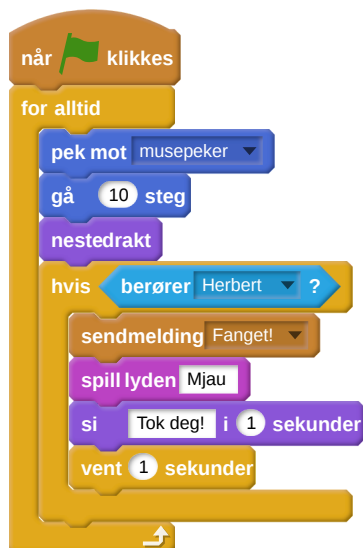 når klikkes
for alltid
pek mot musepeker
gå 10 steg
nestedrakt
hvis berører Herbert ?
sendmelding Fanget!
spill lyden Mjau
si Tok deg! i 1 sekunder
vent 1 sekunder